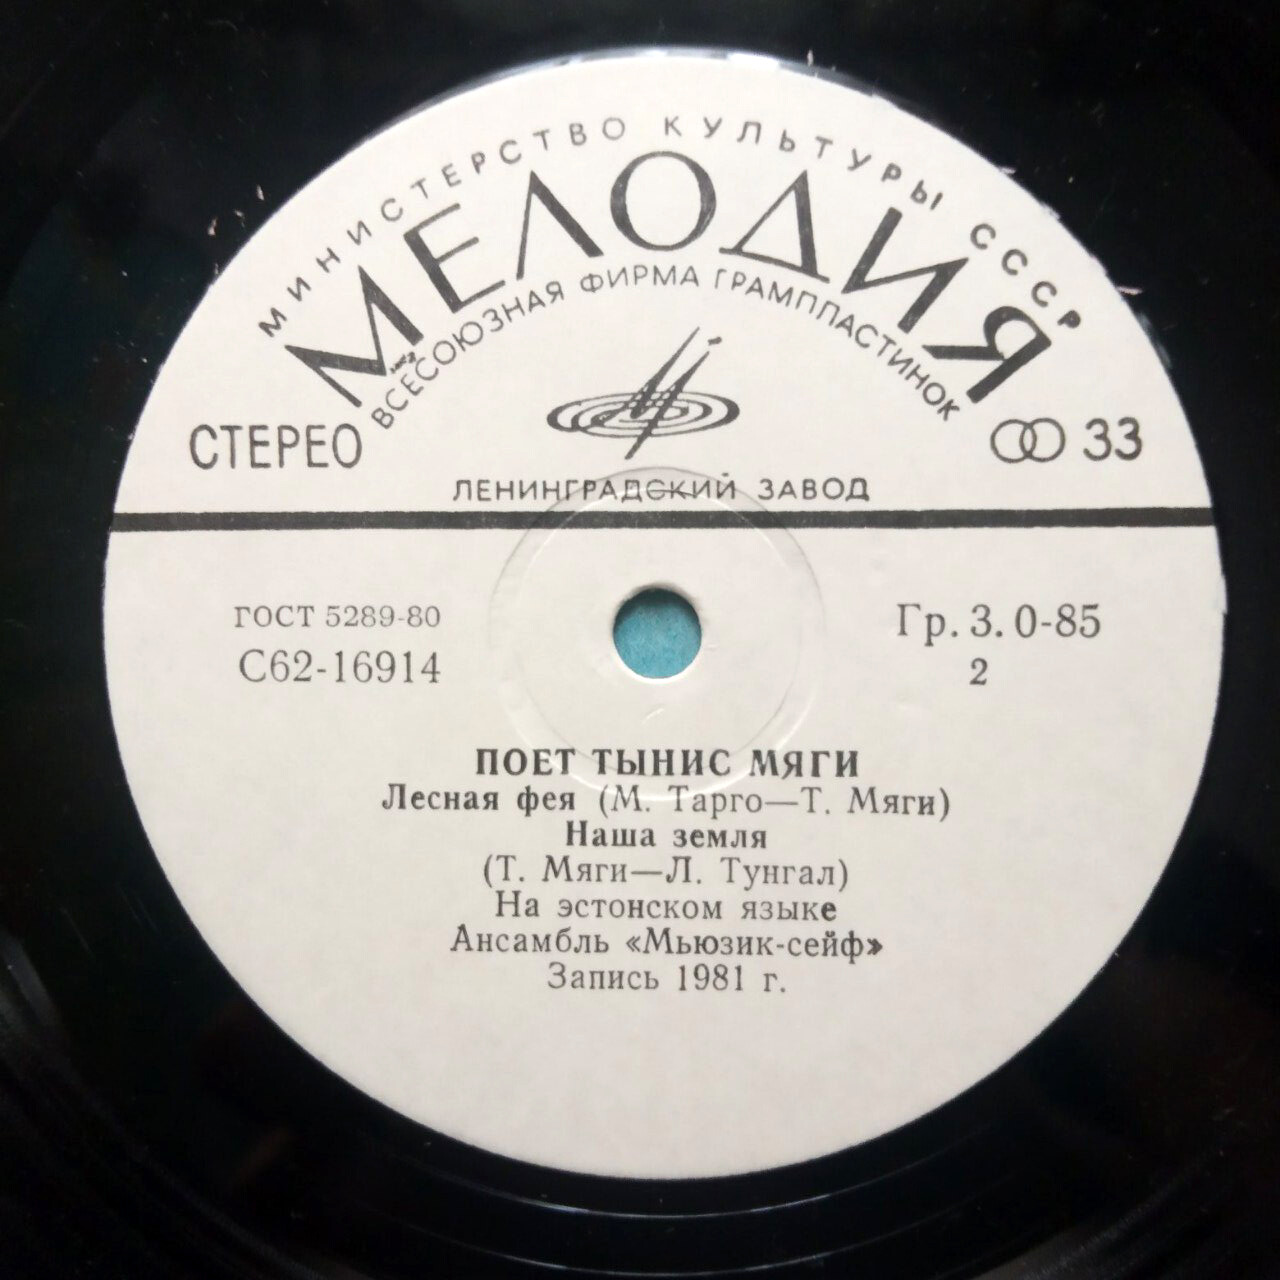 МИНИСТЕРСТВО КУЛЬТУРЫ СССР
МЕЛОДИЯ
ВСЕСОЮЗНАЯ ФИРМА ГРАМПЛАСТИНОК
СТЕРЕО
33
ЛЕНИНГРАДСКИЙ ЗАВОД
ГОСТ 5289-80
Гр. 3. 0-85
С62-16914
2
ПОЕТ ТЫНИС МЯГИ
Лесная фея (М. Тарго—Т. Мяги)
Наша земля
(Т. Мяги—Л. Тунгал)
На эстонском языке
Ансамбль «Мьюзик-сейф»
Запись 1981 г.